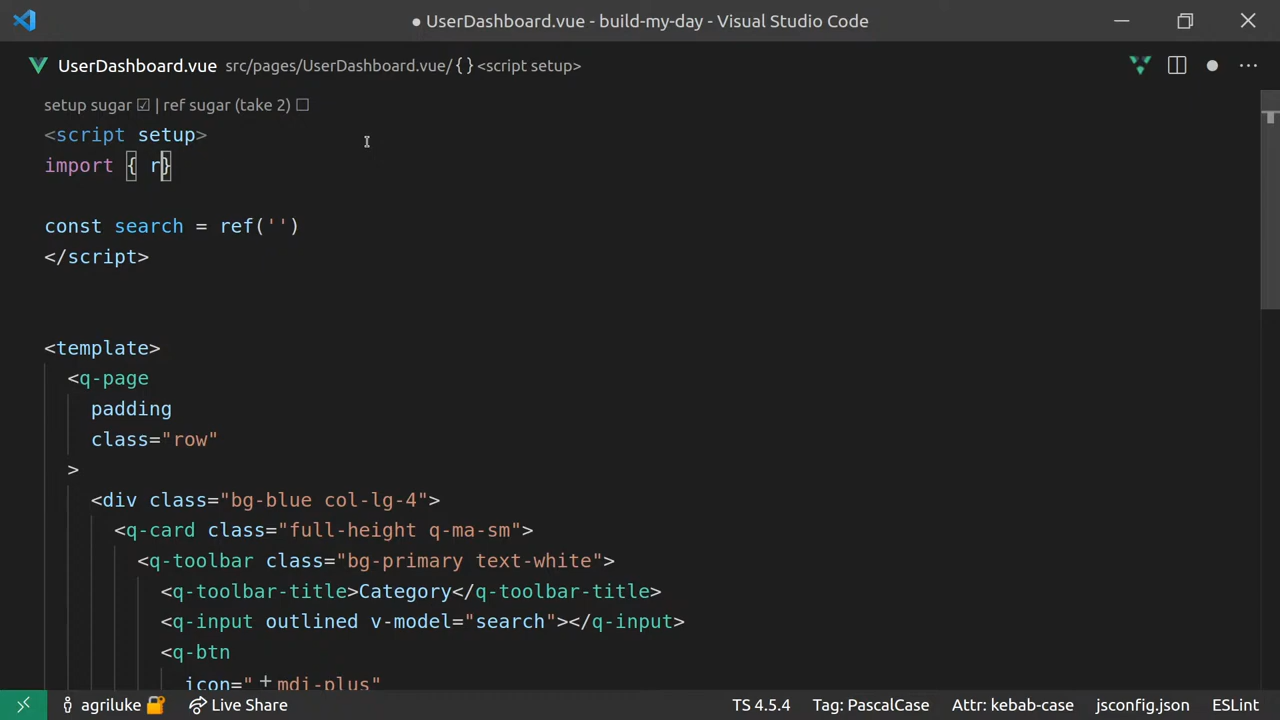 ● UserDashboard.vue - build-my-day - Visual Studio Code
UserDashboard.vue src/pages/UserDashboard.vue/ {} <script setup>
setup sugar ☑ | ref sugar (take 2) ☐
<script setup>
import { r}
const search = ref('')
</script>
<template>
<q-page
padding
class="row"
>
<div class="bg-blue col-lg-4">
<q-card class="full-height q-ma-sm">
<q-toolbar class="bg-primary text-white">
<q-toolbar-title>Category</q-toolbar-title>
<q-input outlined v-model="search"></q-input>
<q-btn
icon="mdi-plus"
agriluke Live Share TS 4.5.4 Tag: PascalCase Attr: kebab-case jsconfig.json ESLint